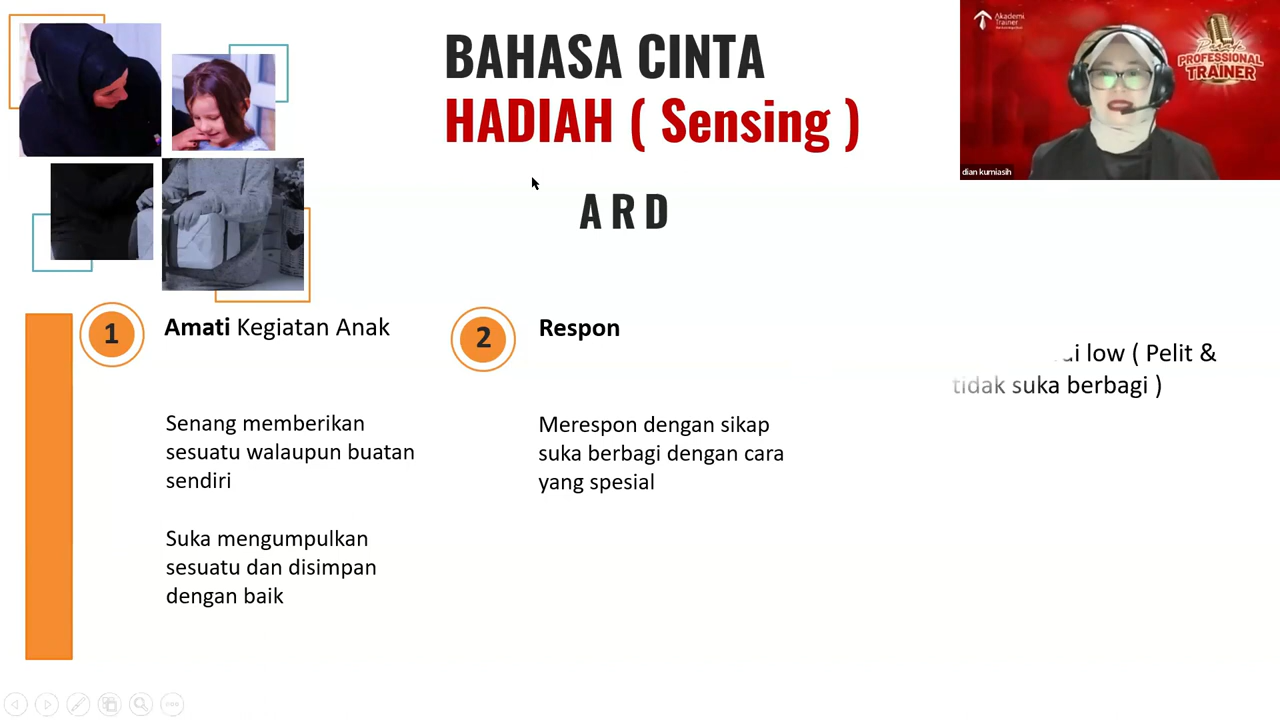 BAHASA CINTA
HADIAH ( Sensing )
A R D
1
Amati Kegiatan Anak
Senang memberikan
sesuatu walaupun buatan
sendiri
Suka mengumpulkan
sesuatu dan disimpan
dengan baik
2
Respon
Merespon dengan sikap
suka berbagi dengan cara
yang spesial
low ( Pelit &
tidak suka berbagi )
Akademi
Trainer
PROFESSIONAL
TRAINER
dian kurniasih